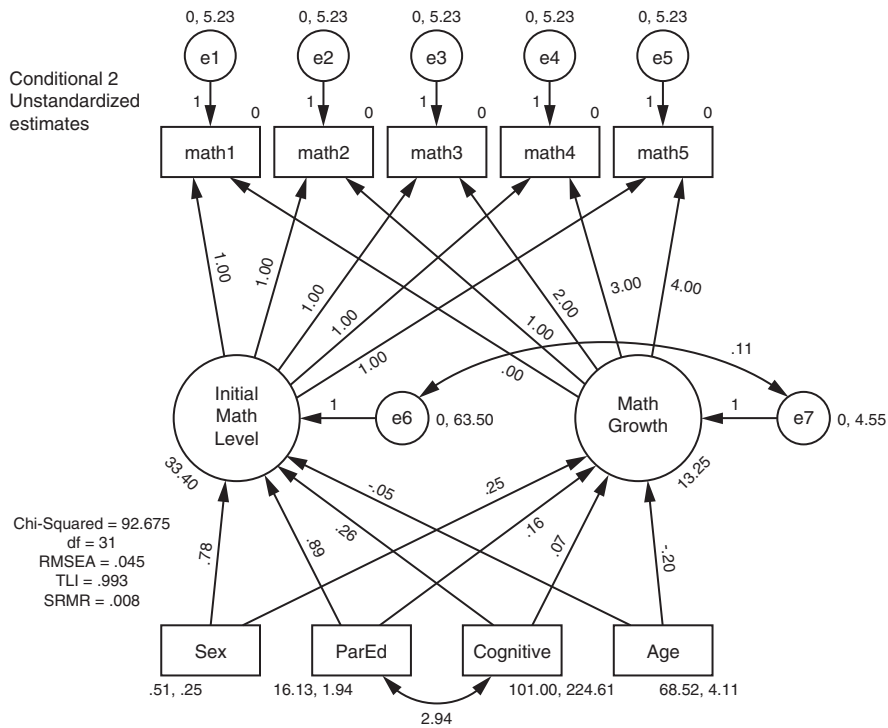 0, 5.23 0, 5.23 0, 5.23 0, 5.23 0, 5.23
e1 e2 e3 e4 e5
Conditional 2
Unstandardized
estimates
1 0 1 0 1 0 1 0 1 0
math1 math2 math3 math4 math5
1.00 1.00 1.00 1.00 1.00 .00 1.00 2.00 3.00 4.00
.11
Initial
Math
Level
1 e6 0, 63.50
Math
Growth
1 e7 0, 4.55
33.40 13.25
Chi-Squared = 92.675
df = 31
RMSEA = .045
TLI = .993
SRMR = .008
.78 .89 .26 -.05 .25 .16 .07 -.20
Sex ParEd Cognitive Age
.51, .25 16.13, 1.94 101.00, 224.61 68.52, 4.11
2.94